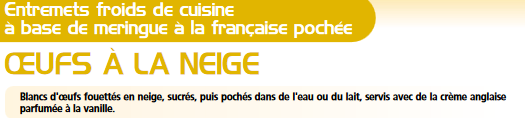 Entremets froids de cuisine
à base de meringue à la française pochée
ŒUFS À LA NEIGE
Blancs d'œufs fouettés en neige, sucrés, puis pochés dans de l'eau ou du lait, servis avec de la crème anglaise
parfumée à la vanille.